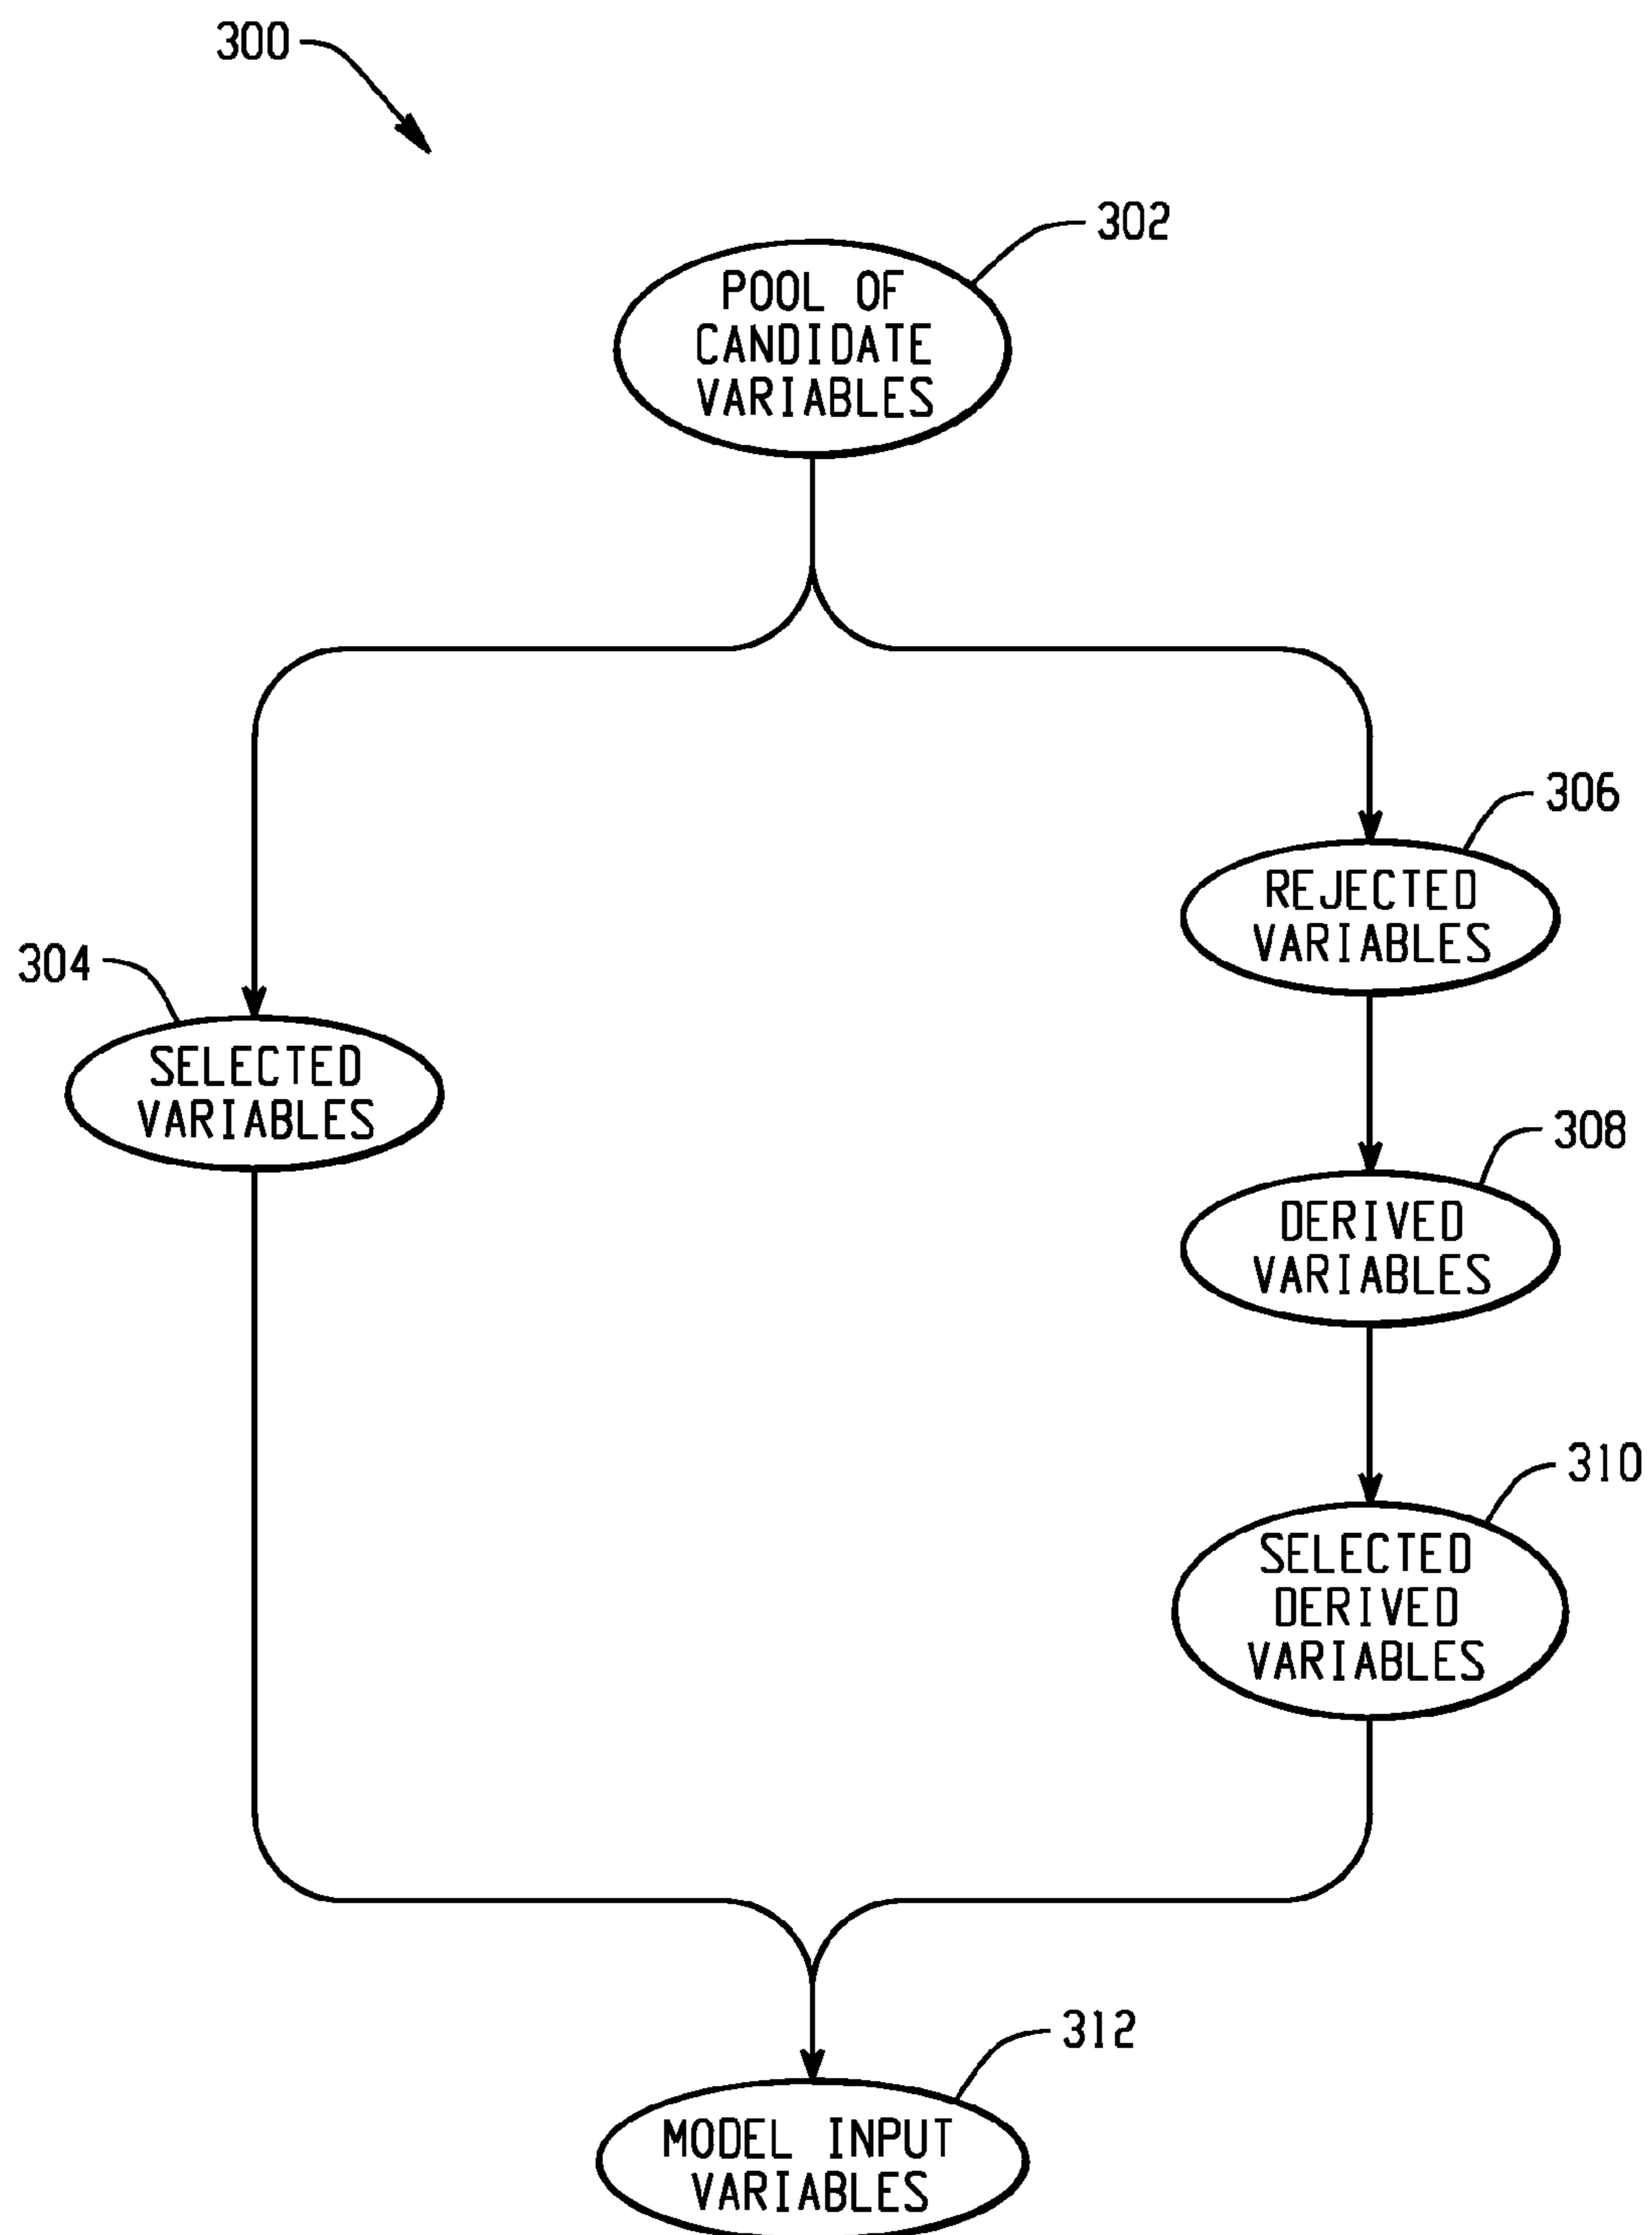 300
302
POOL OF
CANDIDATE
VARIABLES
306
REJECTED
VARIABLES
304
SELECTED
VARIABLES
308
DERIVED
VARIABLES
310
SELECTED
DERIVED
VARIABLES
312
MODEL INPUT
VARIABLES